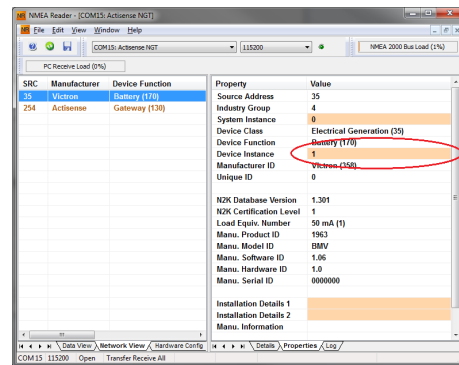 NMEA Reader - [COM15: Actisense NGT]
File Edit View Window Help
COM15: Actisense NGT 115200 NMEA 2000 Bus Load (1%)
PC Receive Load (0%)
SRC Manufacturer Device Function
35 Victron Battery (170)
254 Actisense Gateway (130)
Property Value
Source Address 35
Industry Group 4
System Instance 0
Device Class Electrical Generation (35)
Device Function Battery (170)
Device Instance 1
Manufacturer ID Victron (358)
Unique ID 0
N2K Database Version 1.301
N2K Certification Level 1
Load Equiv. Number 50 mA (1)
Manu. Product ID 1963
Manu. Model ID BMV
Manu. Software ID 1.06
Manu. Hardware ID 1.0
Manu. Serial ID 0000000
Installation Details 1
Installation Details 2
Manu. Information
Data View Network View Hardware Config Details Properties Log
COM 15 115200 Open Transfer Receive All